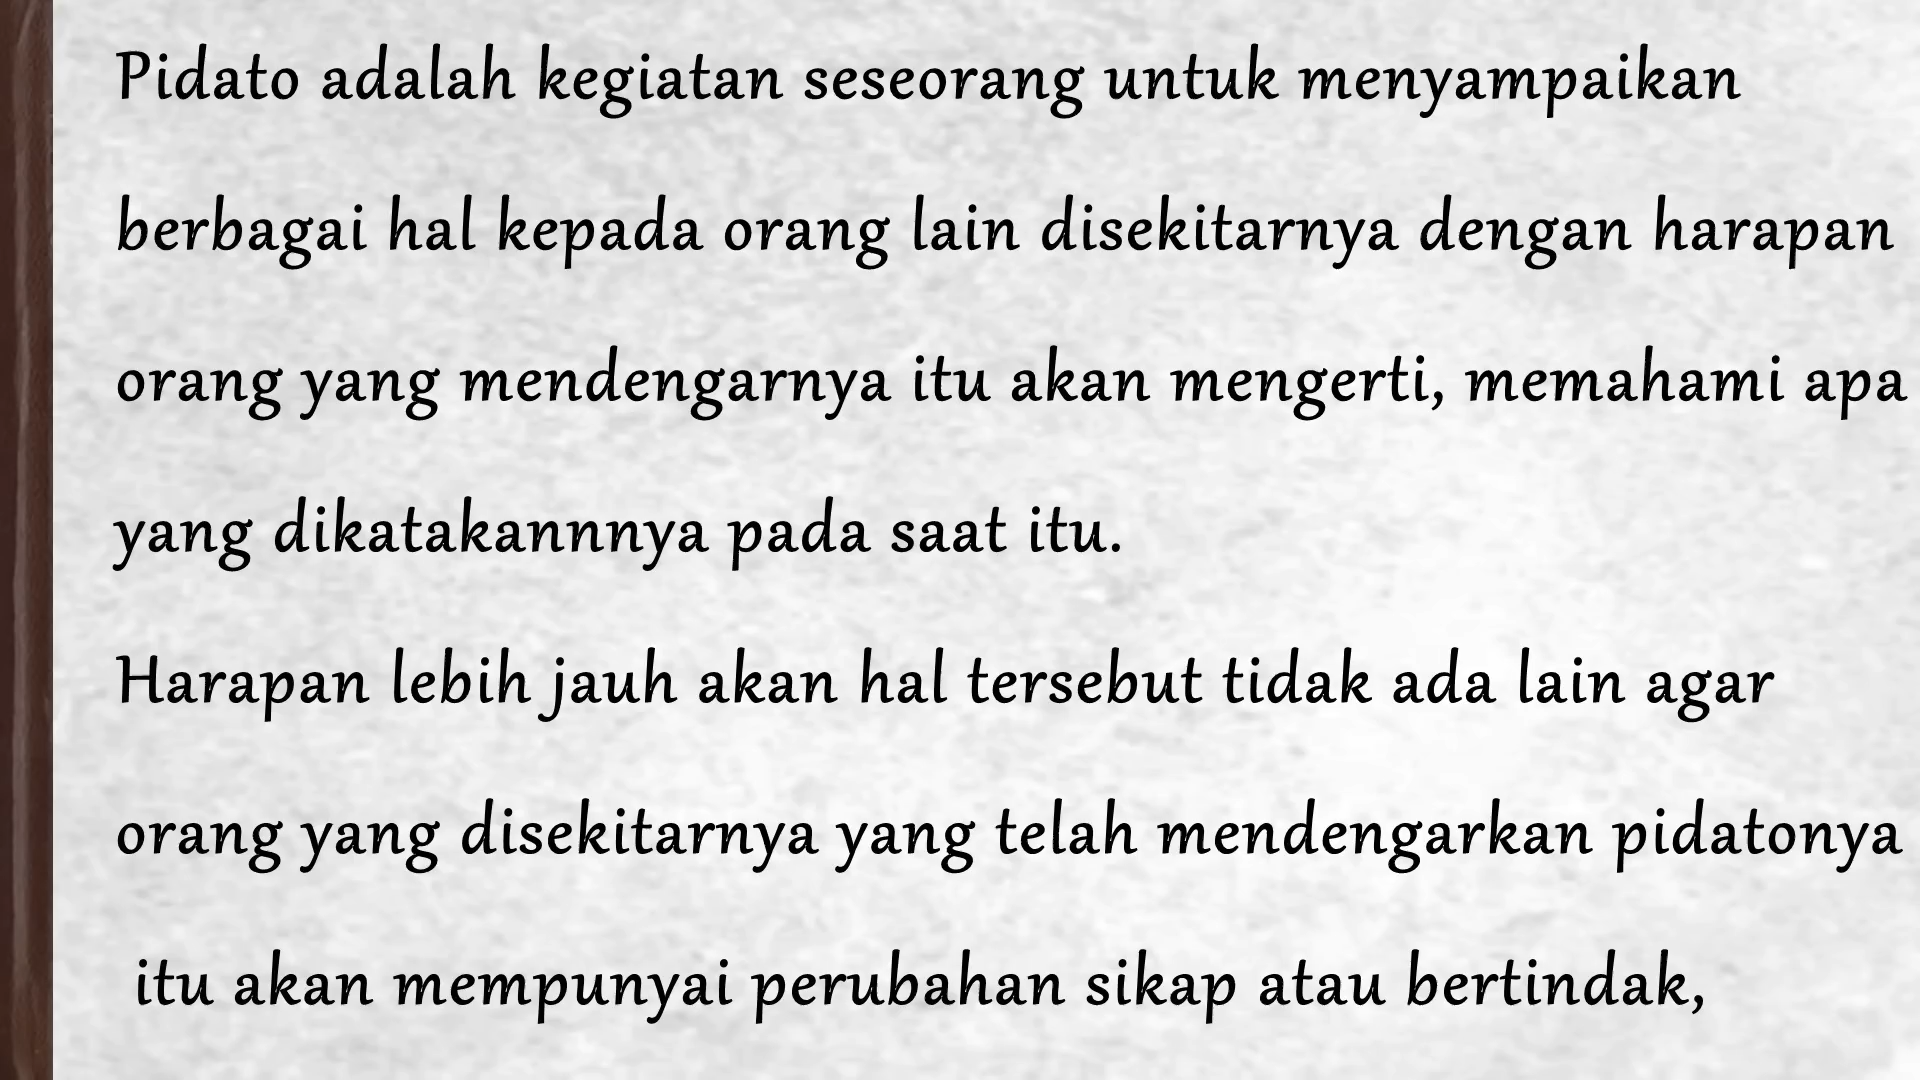 Pidato adalah kegiatan seseorang untuk menyampaikan
berbagai hal kepada orang lain disekitarnya dengan harapan
orang yang mendengarnya itu akan mengerti, memahami apa
yang dikatakannnya pada saat itu.
Harapan lebih jauh akan hal tersebut tidak ada lain agar
orang yang disekitarnya yang telah mendengarkan pidatonya
itu akan mempunyai perubahan sikap atau bertindak,